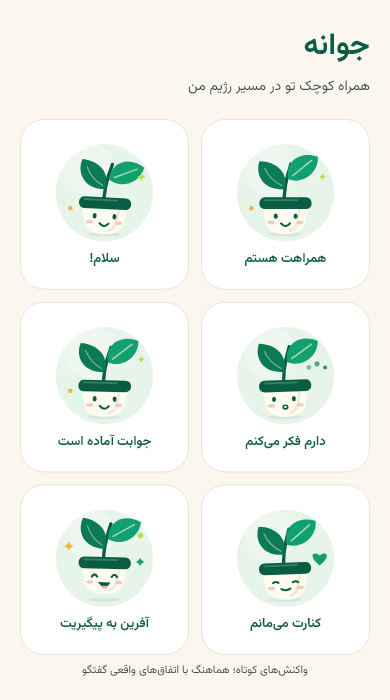 جوانه
همراه کوچک تو در مسیر رژیم من
همراهت هستم
سلام!
دارم فکر می‌کنم
جوابت آماده است
کنارت می‌مانم
آفرین به پیگیریت
واکنش‌های کوتاه؛ هماهنگ با اتفاق‌های واقعی گفتگو